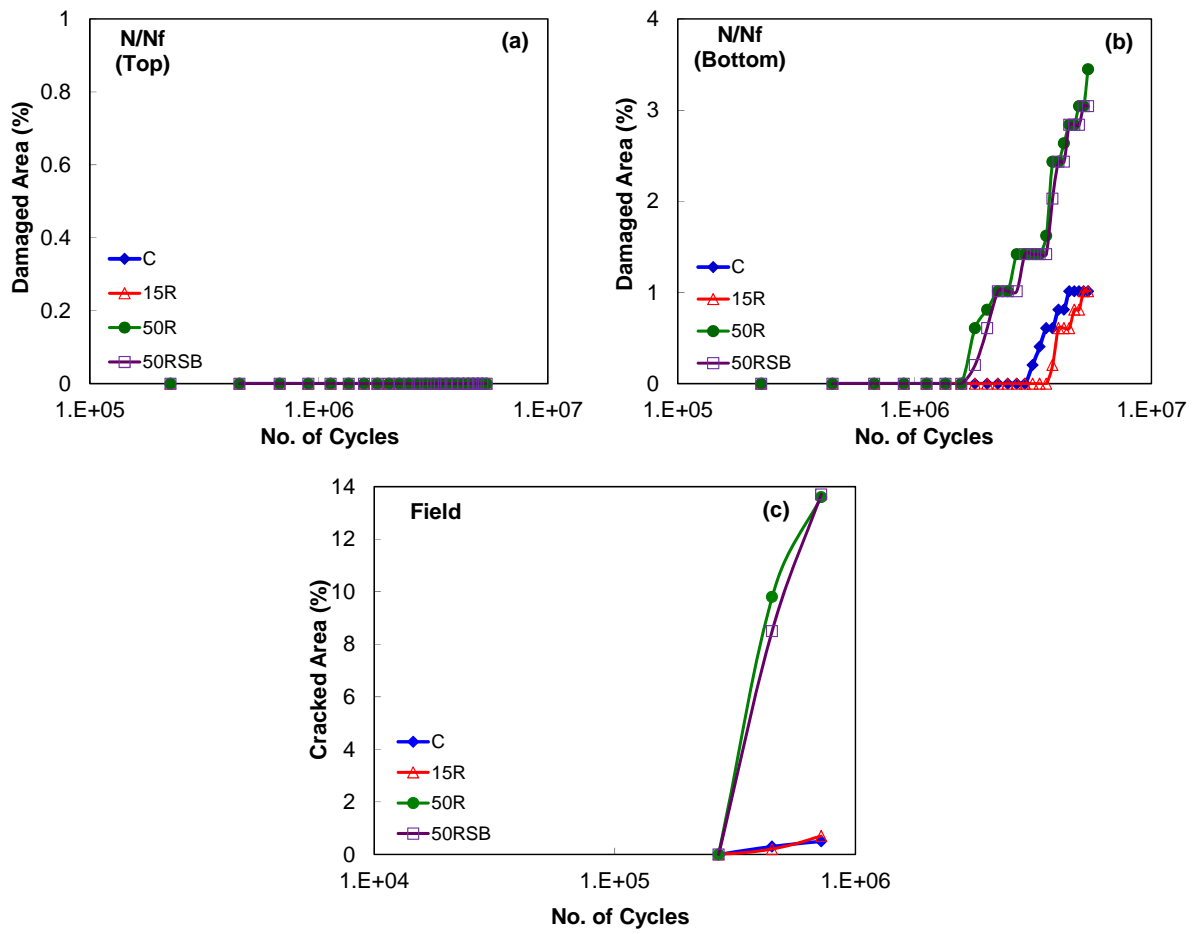 N/Nf
(Top)
(a)
Damaged Area (%)
1
0.8
0.6
0.4
0.2
0
C
15R
50R
50RSB
1.E+05
1.E+06
1.E+07
No. of Cycles
N/Nf
(Bottom)
(b)
Damaged Area (%)
4
3
2
1
0
C
15R
50R
50RSB
1.E+05
1.E+06
1.E+07
No. of Cycles
Field
(c)
Cracked Area (%)
14
12
10
8
6
4
2
0
C
15R
50R
50RSB
1.E+04
1.E+05
1.E+06
No. of Cycles